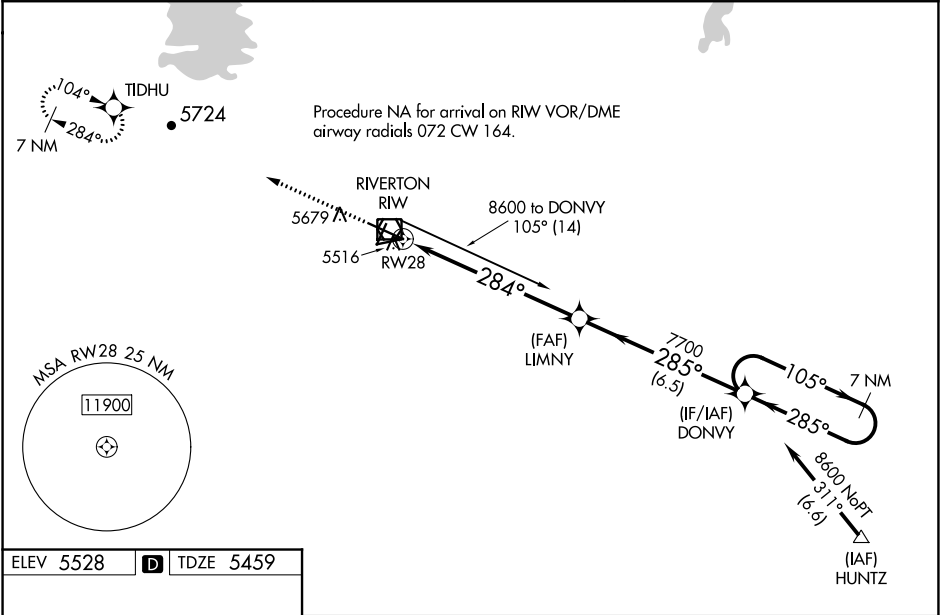 104°
TIDHU
5724
284°
7 NM
Procedure NA for arrival on RIW VOR/DME
airway radials 072 CW 164.
RIVERTON
RIW
5679
8600 to DONVY
105° (14)
5516
RW28
284°
(FAF)
LIMNY
7700
285°
(6.5)
105°
7 NM
(IF/IAF)
DONVY
285°
8600 NoPT
311°
(6.6)
(IAF)
HUNTZ
MSA RW28 25 NM
11900
ELEV 5528
D
TDZE 5459